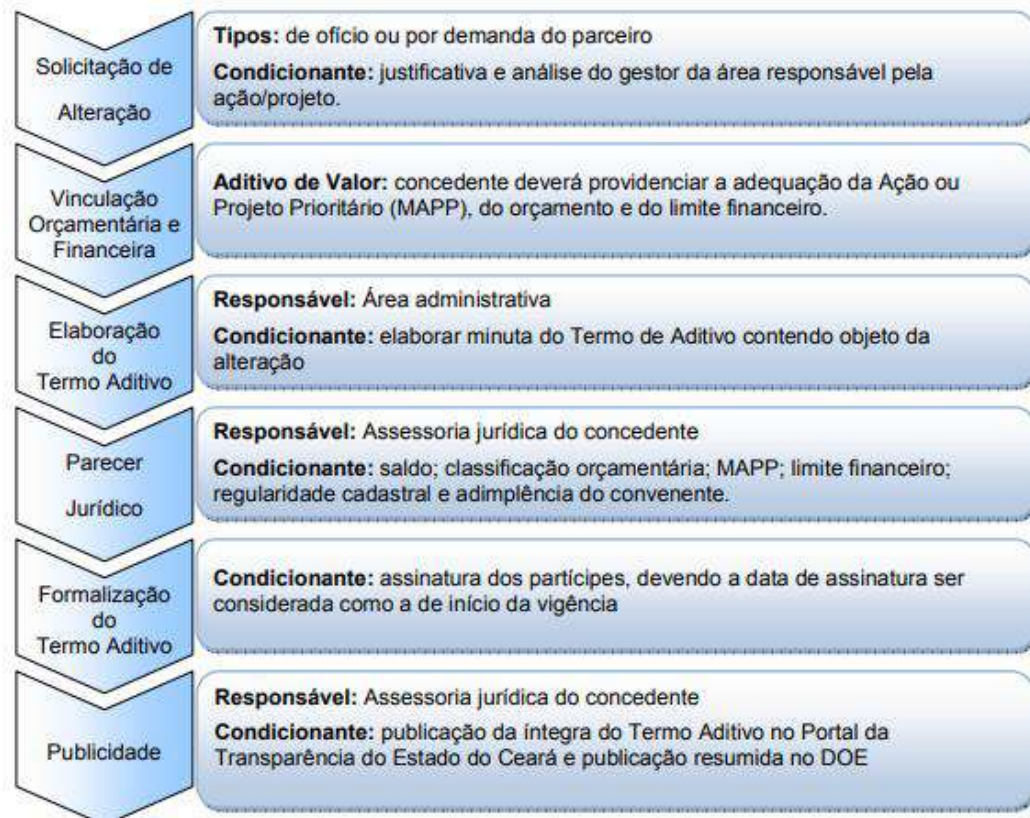 Solicitação de
Alteração
Tipos: de ofício ou por demanda do parceiro
Condicionante: justificativa e análise do gestor da área responsável pela
ação/projeto.
Vinculação
Orçamentária e
Financeira
Aditivo de Valor: concedente deverá providenciar a adequação da Ação ou
Projeto Prioritário (MAPP), do orçamento e do limite financeiro.
Elaboração
do
Termo Aditivo
Responsável: Área administrativa
Condicionante: elaborar minuta do Termo de Aditivo contendo objeto da
alteração
Parecer
Jurídico
Responsável: Assessoria jurídica do concedente
Condicionante: saldo; classificação orçamentária; MAPP; limite financeiro;
regularidade cadastral e adimplência do convenente.
Formalização
do
Termo Aditivo
Condicionante: assinatura dos partícipes, devendo a data de assinatura ser
considerada como a de início da vigência
Publicidade
Responsável: Assessoria jurídica do concedente
Condicionante: publicação da íntegra do Termo Aditivo no Portal da
Transparência do Estado do Ceará e publicação resumida no DOE